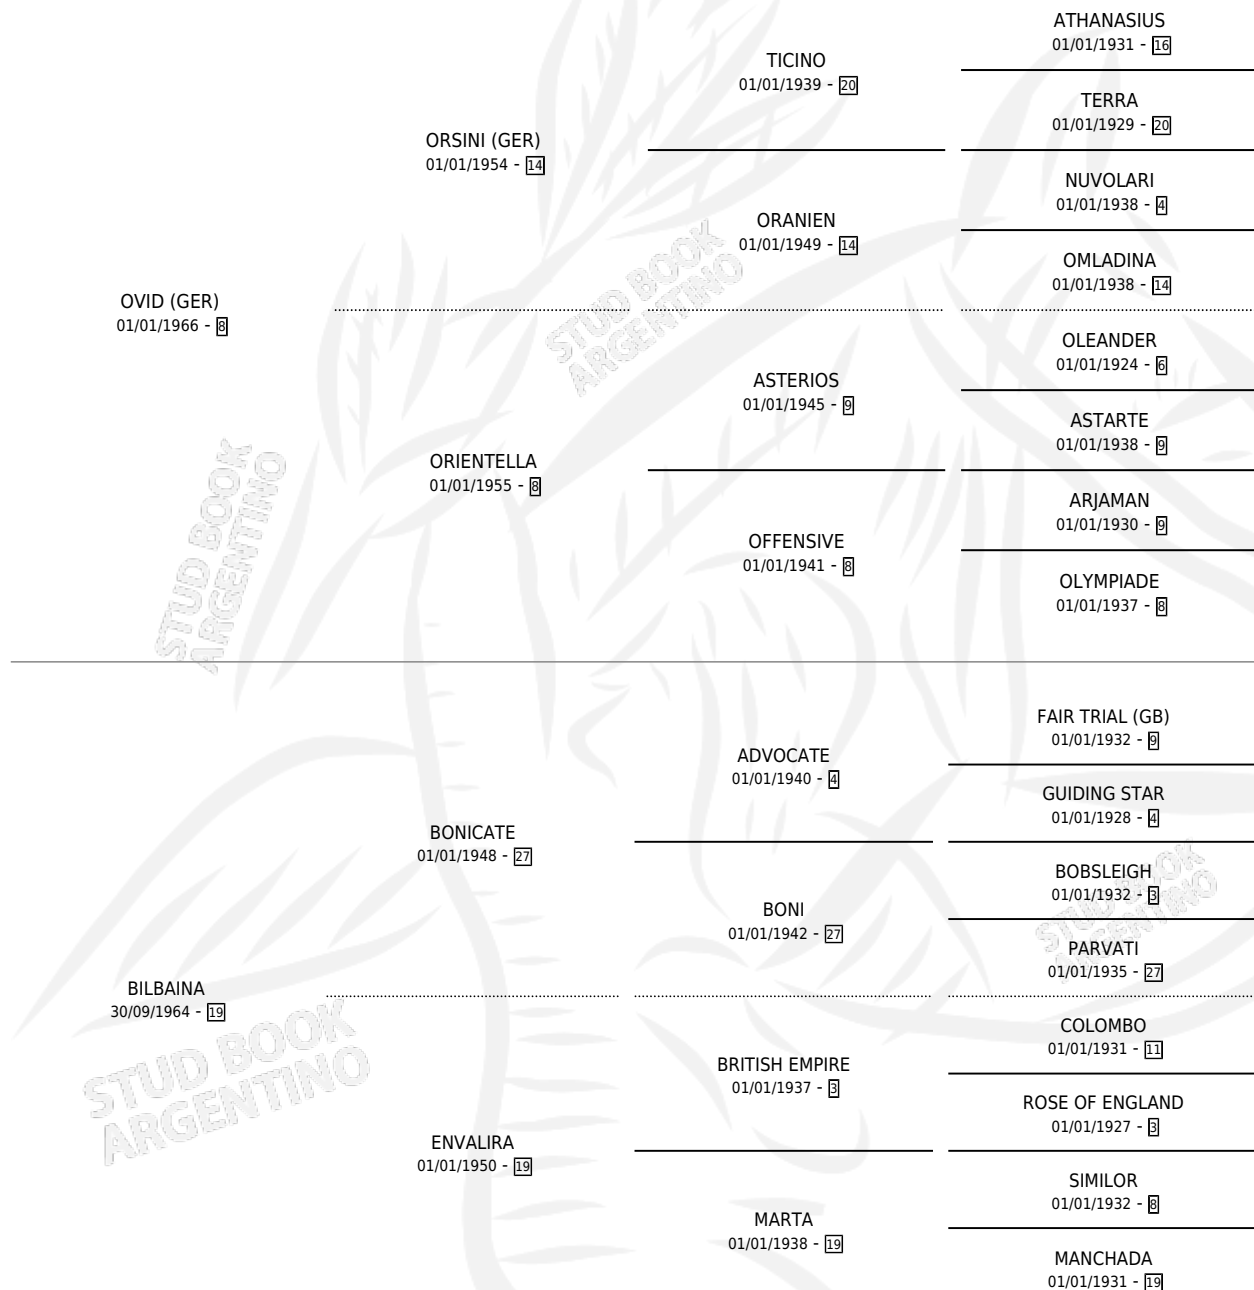 ATHANASIUS
01/01/1931 - 16
TICINO
01/01/1939 - 20
TERRA
01/01/1929 - 20
ORSINI (GER)
01/01/1954 - 14
NUVOLARI
01/01/1938 - 4
ORANIEN
01/01/1949 - 14
OMLADINA
01/01/1938 - 14
OVID (GER)
01/01/1966 - 8
OLEANDER
01/01/1924 - 6
ASTERIOS
01/01/1945 - 9
ASTARTE
01/01/1938 - 9
ORIENTELLA
01/01/1955 - 8
ARJAMAN
01/01/1930 - 9
OFFENSIVE
01/01/1941 - 8
OLYMPIADE
01/01/1937 - 8
STUD BOOK
ARGENTINO
STUD BOOK
ARGENTINO
FAIR TRIAL (GB)
01/01/1932 - 9
ADVOCATE
01/01/1940 - 4
GUIDING STAR
01/01/1928 - 4
BONICATE
01/01/1948 - 27
BOBSLEIGH
01/01/1932 - 3
BONI
01/01/1942 - 27
PARVATI
01/01/1935 - 27
BILBAINA
30/09/1964 - 19
COLOMBO
01/01/1931 - 11
BRITISH EMPIRE
01/01/1937 - 3
ROSE OF ENGLAND
01/01/1927 - 3
ENVALIRA
01/01/1950 - 19
SIMILOR
01/01/1932 - 8
MARTA
01/01/1938 - 19
MANCHADA
01/01/1931 - 19
STUD BOOK
ARGENTINO
STUD BOOK
ARGENTINO